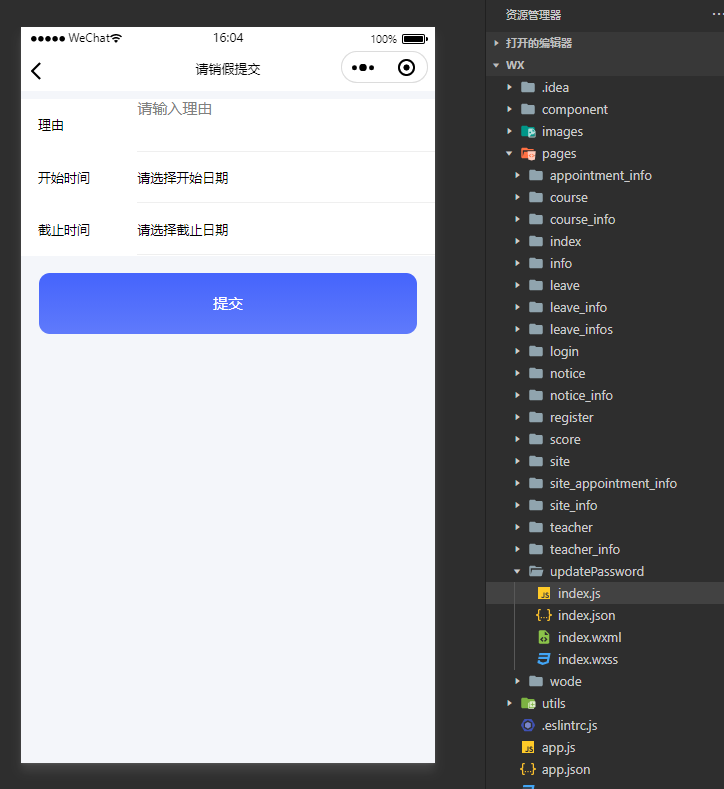 WeChat
16:04
100%
请销假提交
理由
请输入理由
开始时间
请选择开始日期
截止时间
请选择截止日期
提交
资源管理器
打开的编辑器
WX
.idea
component
images
pages
appointment_info
course
course_info
index
info
leave
leave_info
leave_infos
login
notice
notice_info
register
score
site
site_appointment_info
site_info
teacher
teacher_info
updatePassword
index.js
index.json
index.wxml
index.wxss
wode
utils
.eslintrc.js
app.js
app.json